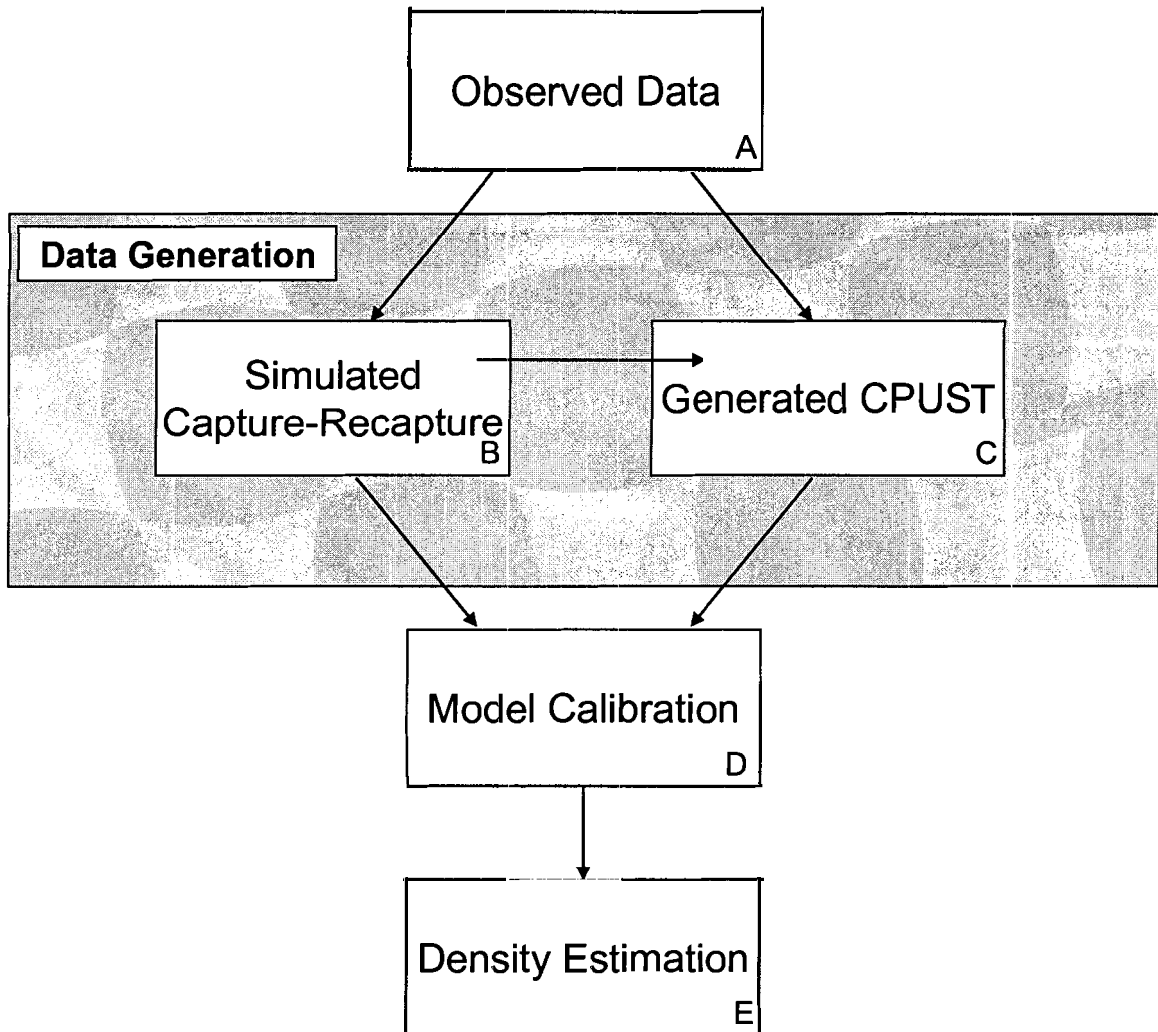 Observed Data
A
Data Generation
Simulated
Capture-Recapture
B
Generated CPUST
C
Model Calibration
D
Density Estimation
E